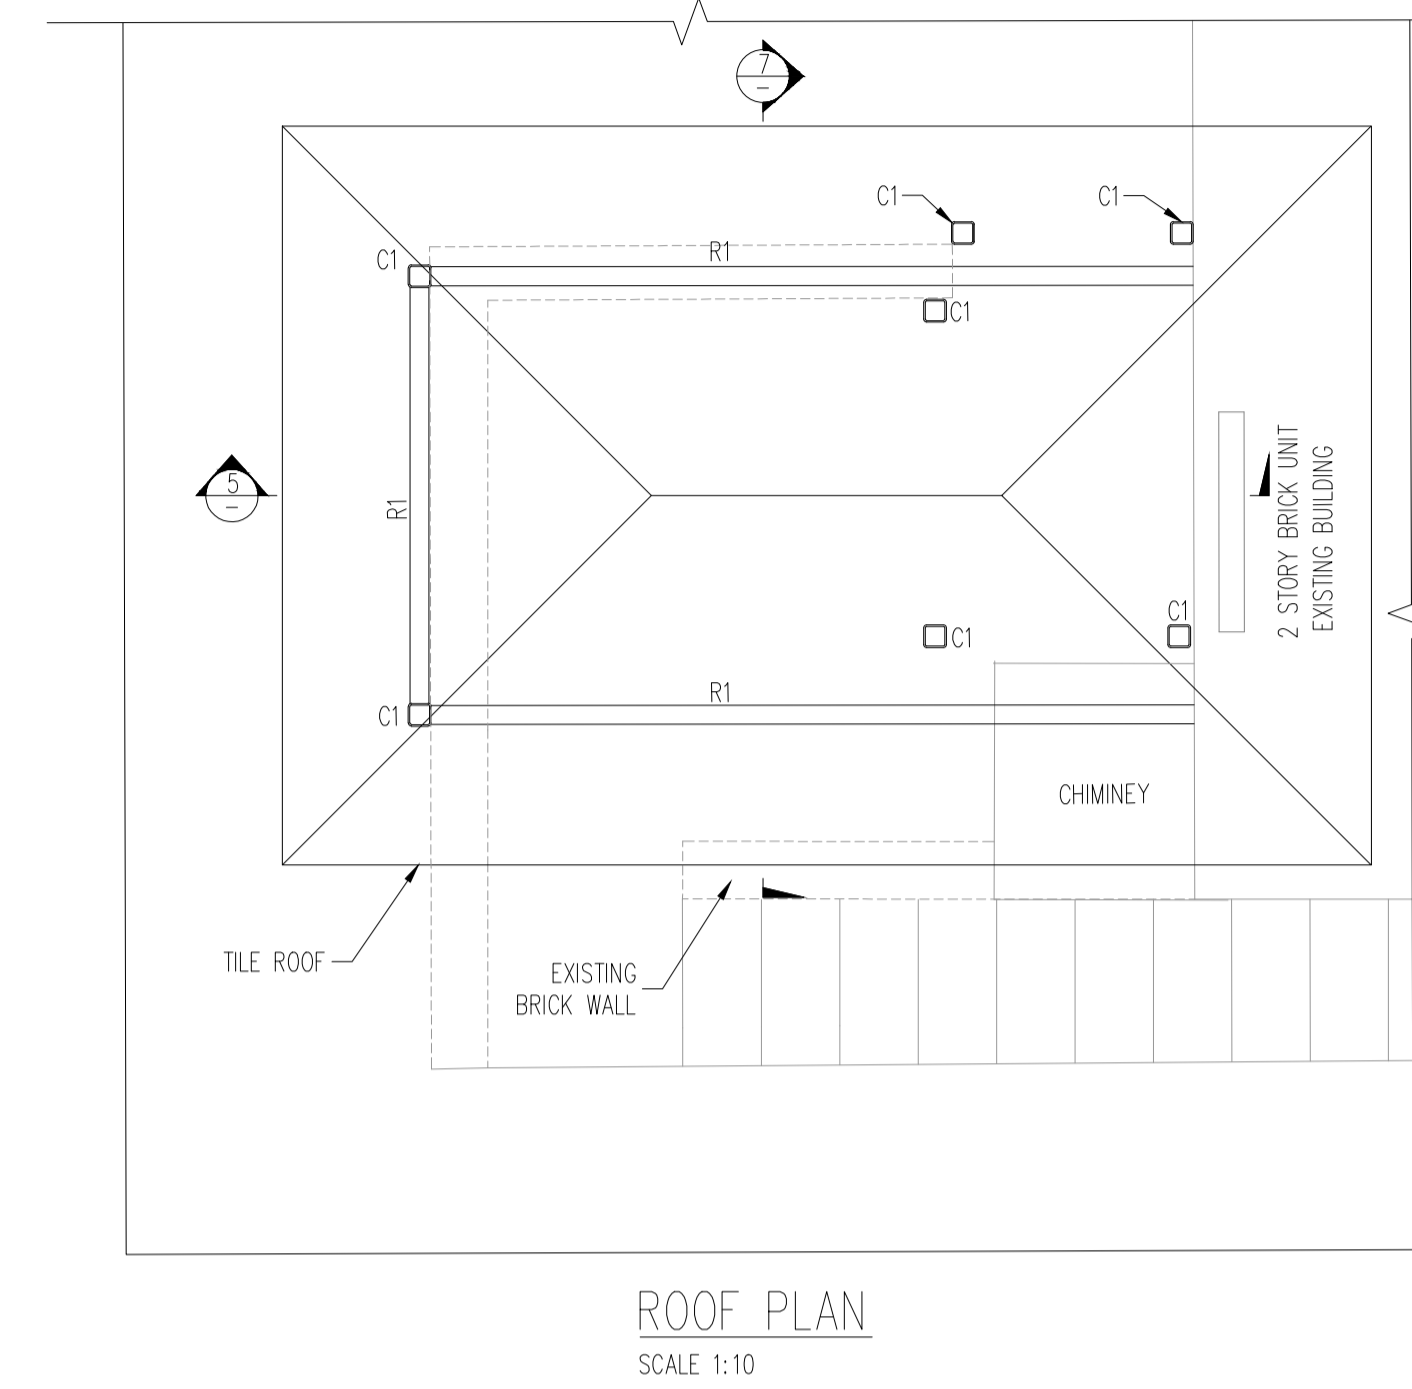 7
–
C1
C1
R1
C1
C1
5
–
R1
2 STORY BRICK UNIT
EXISTING BUILDING
C1
C1
R1
C1
CHIMINEY
TILE ROOF
EXISTING
BRICK WALL
ROOF PLAN
SCALE 1:10